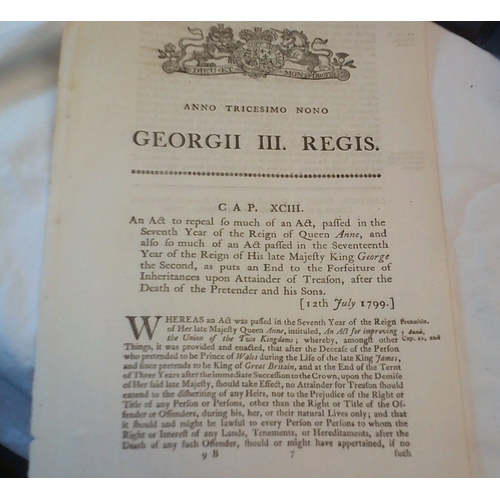 DIEU ET MON DROIT
ANNO TRICESIMO NONO
GEORGII III. REGIS.
CAP. XCIII.
An Act to repeal ſo much of an Act, paſſed in the
Seventh Year of the Reign of Queen Anne, and
alſo ſo much of an Act paſſed in the Seventeenth
Year of the Reign of His late Majeſty King George
the Second, as puts an End to the Forfeiture of
Inheritances upon Attainder of Treaſon, after the
Death of the Pretender and his Sons.
[12th July 1799.]
WHEREAS an Act was paſſed in the Seventh Year of the Reign Preamble.
of Her late Majeſty Queen Anne, intituled, An Act for improving 7 Annæ,
the Union of the Two Kingdoms; whereby, amongſt other Cap. 21, and
Things, it was provided and enacted, that after the Deceaſe of the Perſon
who pretended to be Prince of Wales during the Life of the late King James,
and ſince pretends to be King of Great Britain, and at the End of the Term
of Three Years after the immediate Succeſſion to the Crown, upon the Demiſe
of Her ſaid late Majeſty, ſhould take Effect, no Attainder for Treaſon ſhould
extend to the diſheriting of any Heirs, nor to the Prejudice of the Right or
Title of any Perſon or Perſons, other than the Right or Title of the Of-
fender or Offenders, during his, her, or their natural Lives only; and that
it ſhould and might be lawful to every Perſon or Perſons to whom the
Right or Intereſt of any Lands, Tenements, or Hereditaments, after the
Death of any ſuch Offender, ſhould or might have appertained, if no
9 B 7 ſuch